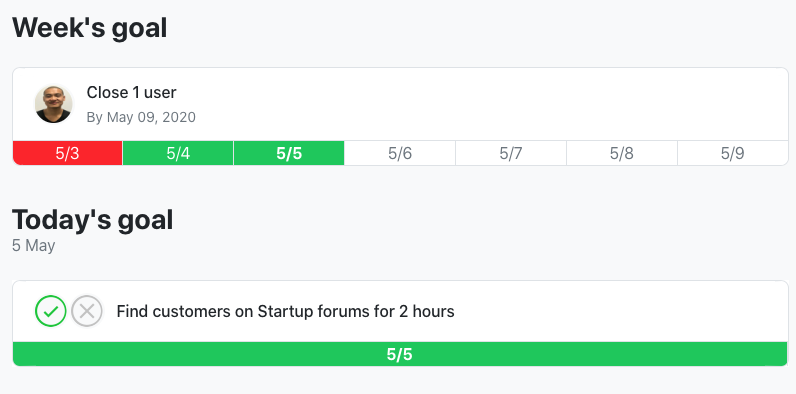 Week's goal
Close 1 user
By May 09, 2020
5/3 5/4 5/5 5/6 5/7 5/8 5/9
Today's goal
5 May
Find customers on Startup forums for 2 hours
5/5